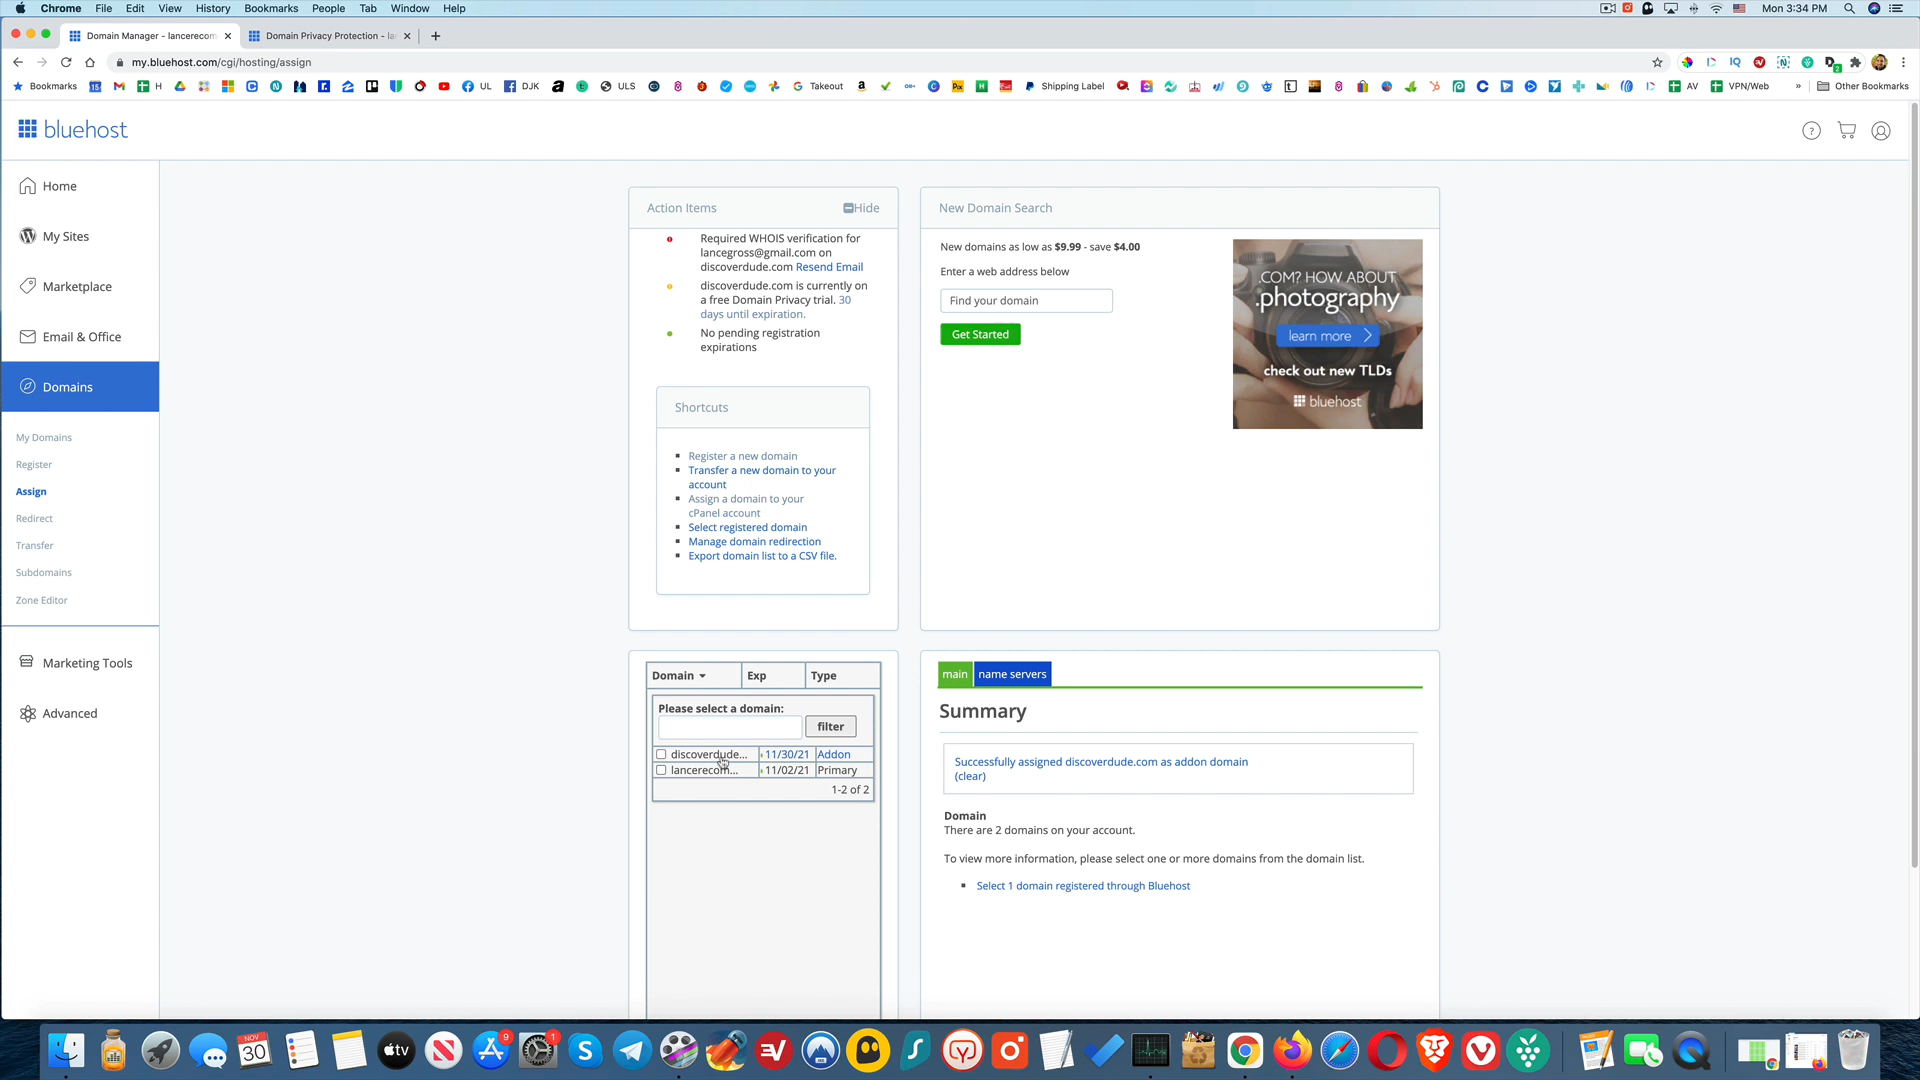 Chrome File Edit View History Bookmarks People Tab Window Help Mon 3:34 PM
Domain Manager - lancerecom Domain Privacy Protection - la
my.bluehost.com/cgi/hosting/assign
Bookmarks H UL DJK ULS Takeout Shipping Label AV VPN/Web » Other Bookmarks
bluehost
Home
My Sites
Marketplace
Email & Office
Domains
My Domains
Register
Assign
Redirect
Transfer
Subdomains
Zone Editor
Marketing Tools
Advanced
Action Items Hide
Required WHOIS verification for
lancegross@gmail.com on
discoverdude.com Resend Email
discoverdude.com is currently on
a free Domain Privacy trial. 30
days until expiration.
No pending registration
expirations
Shortcuts
Register a new domain
Transfer a new domain to your
account
Assign a domain to your
cPanel account
Select registered domain
Manage domain redirection
Export domain list to a CSV file.
New Domain Search
New domains as low as $9.99 - save $4.00
Enter a web address below
Find your domain
Get Started
.COM? HOW ABOUT
.photography
learn more
check out new TLDs
bluehost
Domain Exp Type
Please select a domain:
filter
discoverdude... 11/30/21 Addon
lancerecom... 11/02/21 Primary
1-2 of 2
main name servers
Summary
Successfully assigned discoverdude.com as addon domain
(clear)
Domain
There are 2 domains on your account.
To view more information, please select one or more domains from the domain list.
Select 1 domain registered through Bluehost
NOV
30
tv
9
1